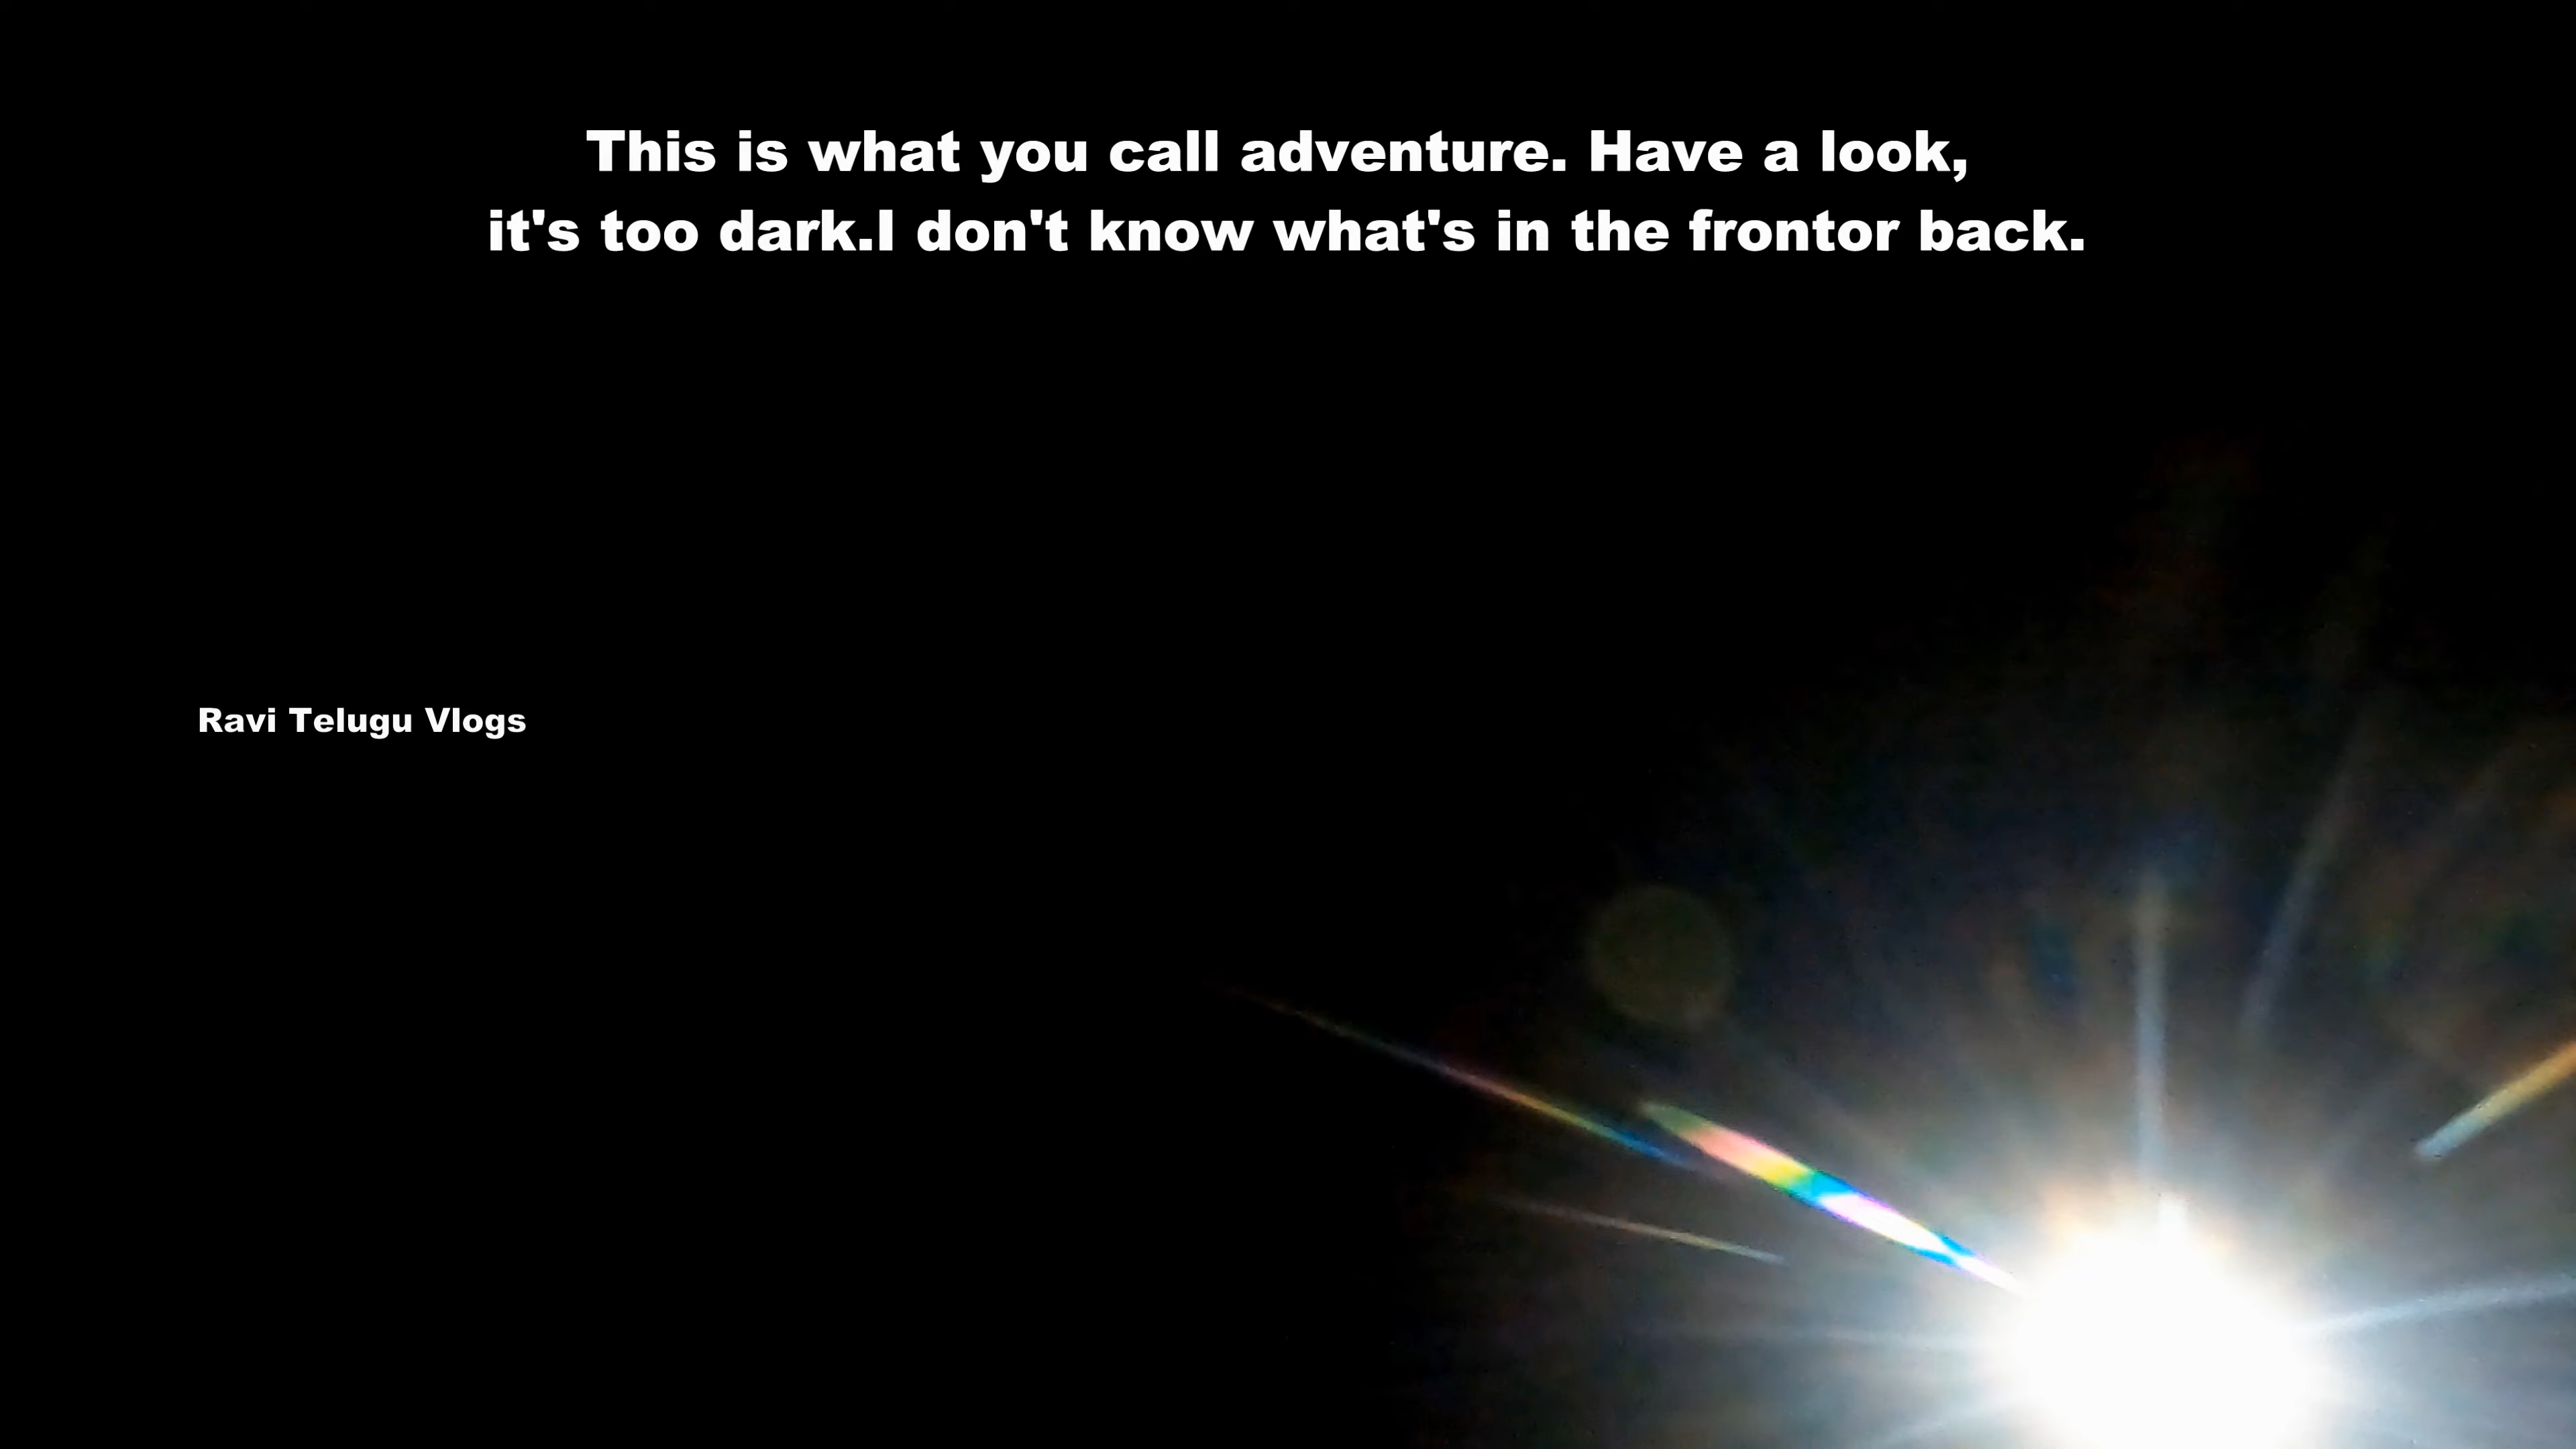 This is what you call adventure. Have a look,
it's too dark.I don't know what's in the frontor back.
Ravi Telugu Vlogs